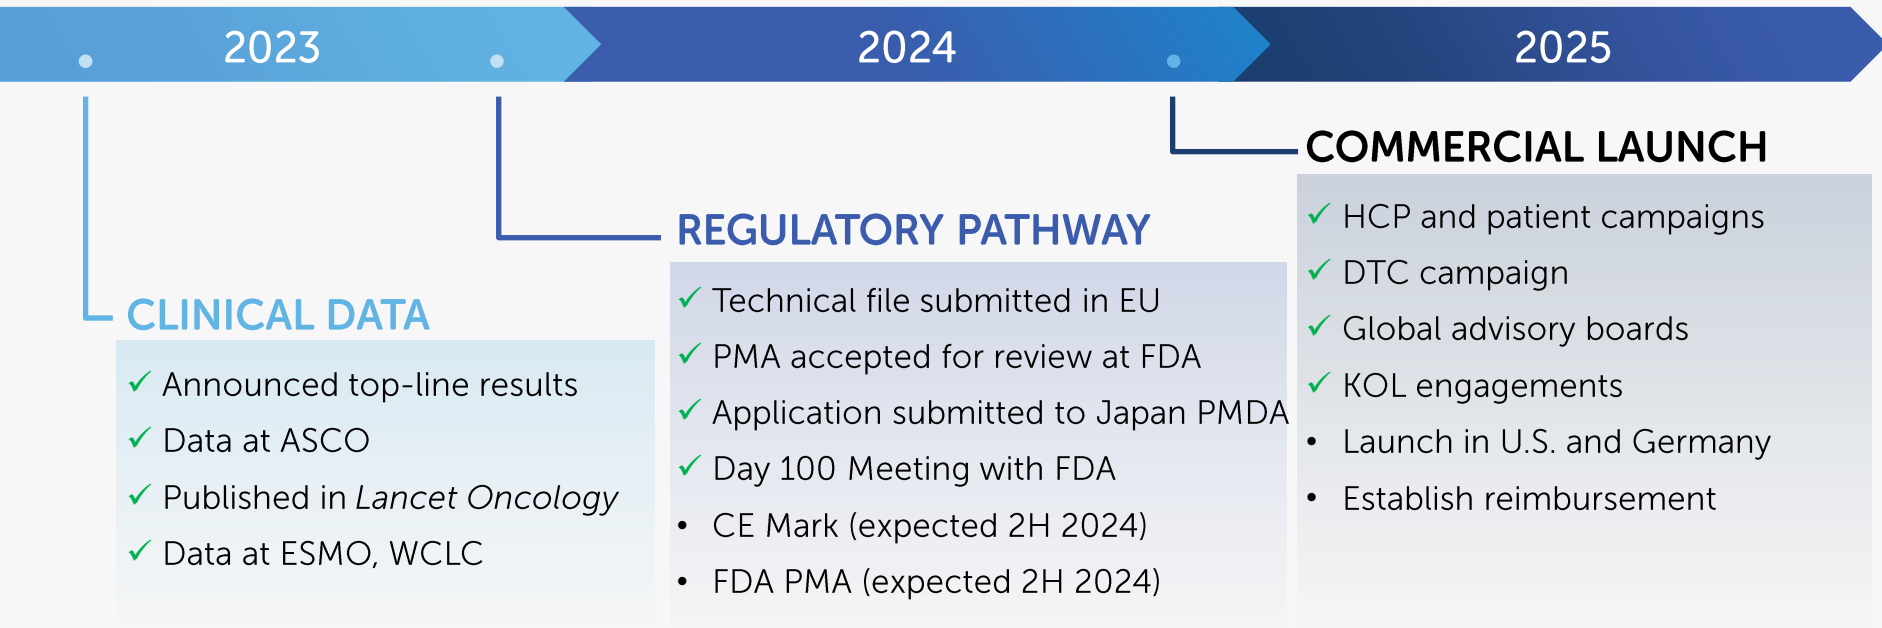 2023
2024
2025
CLINICAL DATA
✓ Announced top-line results
✓ Data at ASCO
✓ Published in Lancet Oncology
✓ Data at ESMO, WCLC
REGULATORY PATHWAY
✓ Technical file submitted in EU
✓ PMA accepted for review at FDA
✓ Application submitted to Japan PMDA
✓ Day 100 Meeting with FDA
• CE Mark (expected 2H 2024)
• FDA PMA (expected 2H 2024)
COMMERCIAL LAUNCH
✓ HCP and patient campaigns
✓ DTC campaign
✓ Global advisory boards
✓ KOL engagements
• Launch in U.S. and Germany
• Establish reimbursement